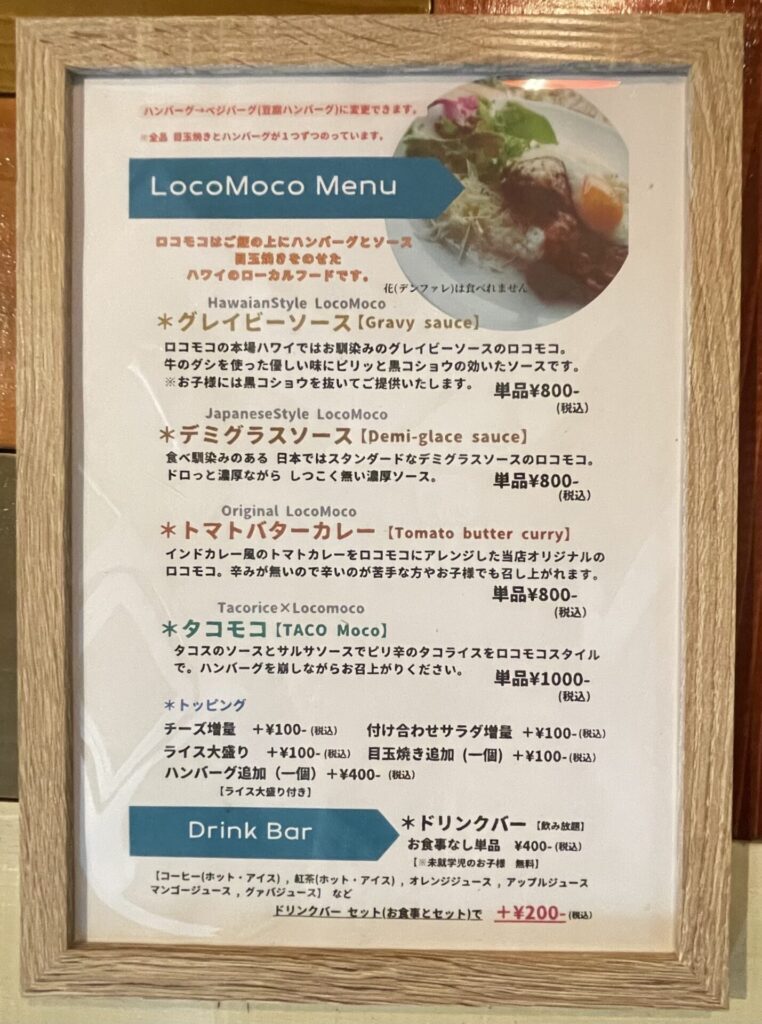 ハンバーグ→ベジバーグ(豆腐ハンバーグ)に変更できます。
※全品 目玉焼きとハンバーグが1つずつのっています。
LocoMoco Menu
ロコモコはご飯の上にハンバーグとソース
目玉焼きをのせた
ハワイのローカルフードです。
花(デンファレ)は食べれません
HawaianStyle LocoMoco
＊グレイビーソース【Gravy sauce】
ロコモコの本場ハワイではお馴染みのグレイビーソースのロコモコ。
牛のダシを使った優しい味にピリッと黒コショウの効いたソースです。
※お子様には黒コショウを抜いてご提供いたします。
単品¥800-
(税込)
JapaneseStyle LocoMoco
＊デミグラスソース【Demi-glace sauce】
食べ馴染みのある 日本ではスタンダードなデミグラスソースのロコモコ。
ドロっと濃厚ながら しつこく無い濃厚ソース。
単品¥800-
(税込)
Original LocoMoco
＊トマトバターカレー【Tomato butter curry】
インドカレー風のトマトカレーをロコモコにアレンジした当店オリジナルの
ロコモコ。辛みが無いので辛いのが苦手な方やお子様でも召し上がれます。
単品¥800-
(税込)
Tacorice×Locomoco
＊タコモコ【TACO Moco】
タコスのソースとサルサソースでピリ辛のタコライスをロコモコスタイル
で。ハンバーグを崩しながらお召上がりください。
単品¥1000-
(税込)
＊トッピング
チーズ増量 ＋¥100-(税込) 付け合わせサラダ増量 ＋¥100-(税込)
ライス大盛り ＋¥100-(税込) 目玉焼き追加 (一個) ＋¥100-(税込)
ハンバーグ追加（一個）＋¥400- (税込)
【ライス大盛り付き】
Drink Bar
＊ドリンクバー【飲み放題】
お食事なし単品 ¥400-(税込)
【※未就学児のお子様 無料】
【コーヒー(ホット・アイス) , 紅茶(ホット・アイス) , オレンジジュース , アップルジュース
マンゴージュース , グァバジュース】 など
ドリンクバー セット(お食事とセット)で ＋¥200-(税込)